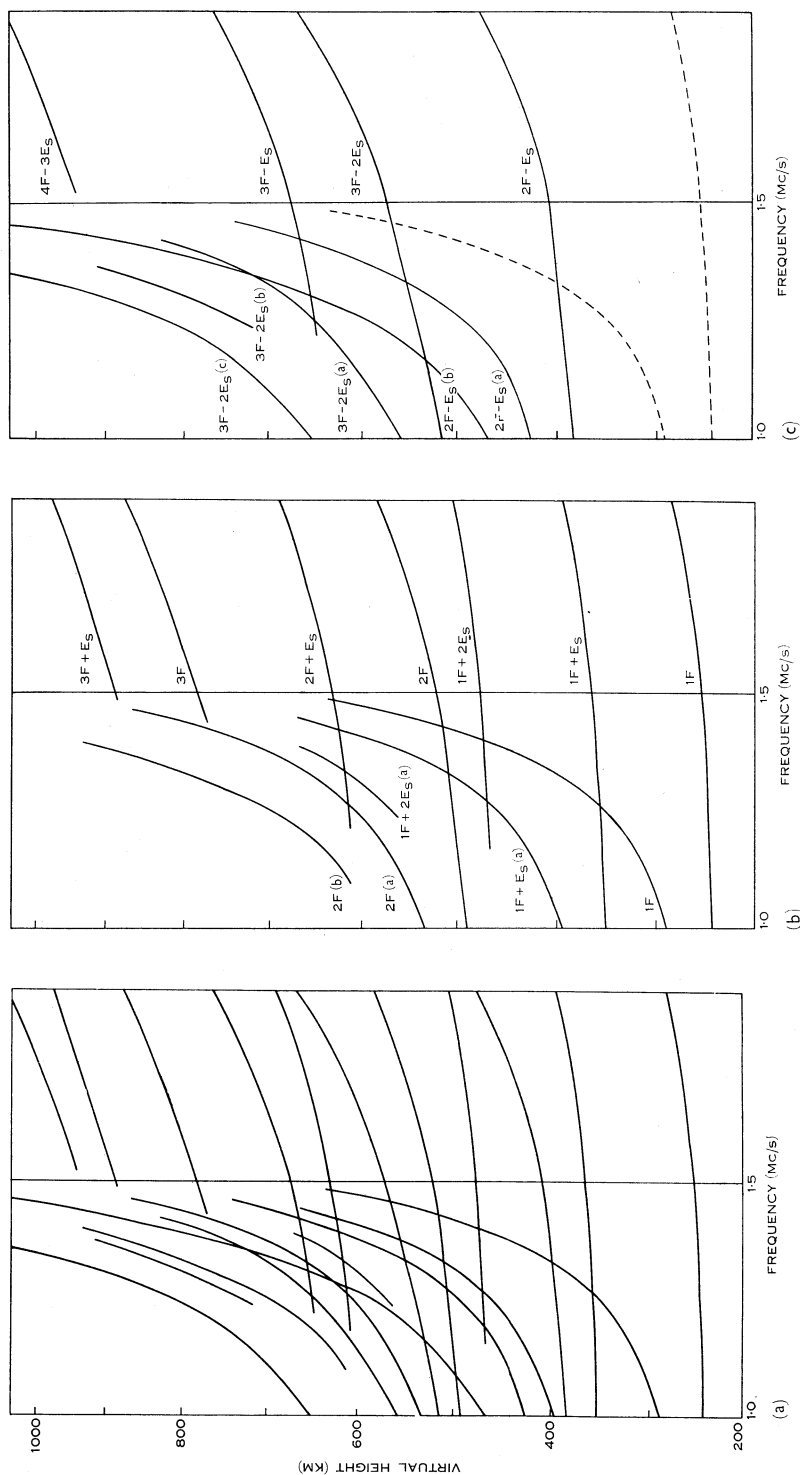 VIRTUAL HEIGHT (KM)
1000
800
600
400
200
1·0
1·5
FREQUENCY (MC/S)
(a)
3F+ES
3F
2F+ES
2F
1F+2ES
1F+ES
1F
2F(b)
2F(a)
1F+2ES(a)
1F+ES(a)
1F
1·0
1·5
FREQUENCY (MC/S)
(b)
4F-3ES
3F-ES
3F-2ES
2F-ES
3F-2ES(c)
3F-2ES(b)
3F-2ES(a)
2F-ES(b)
2F-ES(a)
1·0
1·5
FREQUENCY (MC/S)
(c)